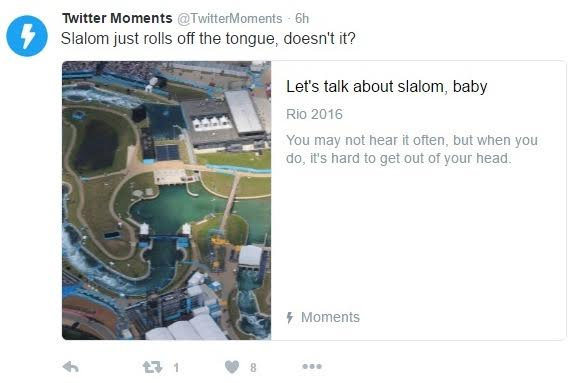 Twitter Moments @TwitterMoments · 6h
Slalom just rolls off the tongue, doesn't it?
Let's talk about slalom, baby
Rio 2016
You may not hear it often, but when you
do, it's hard to get out of your head.
Moments
1 8